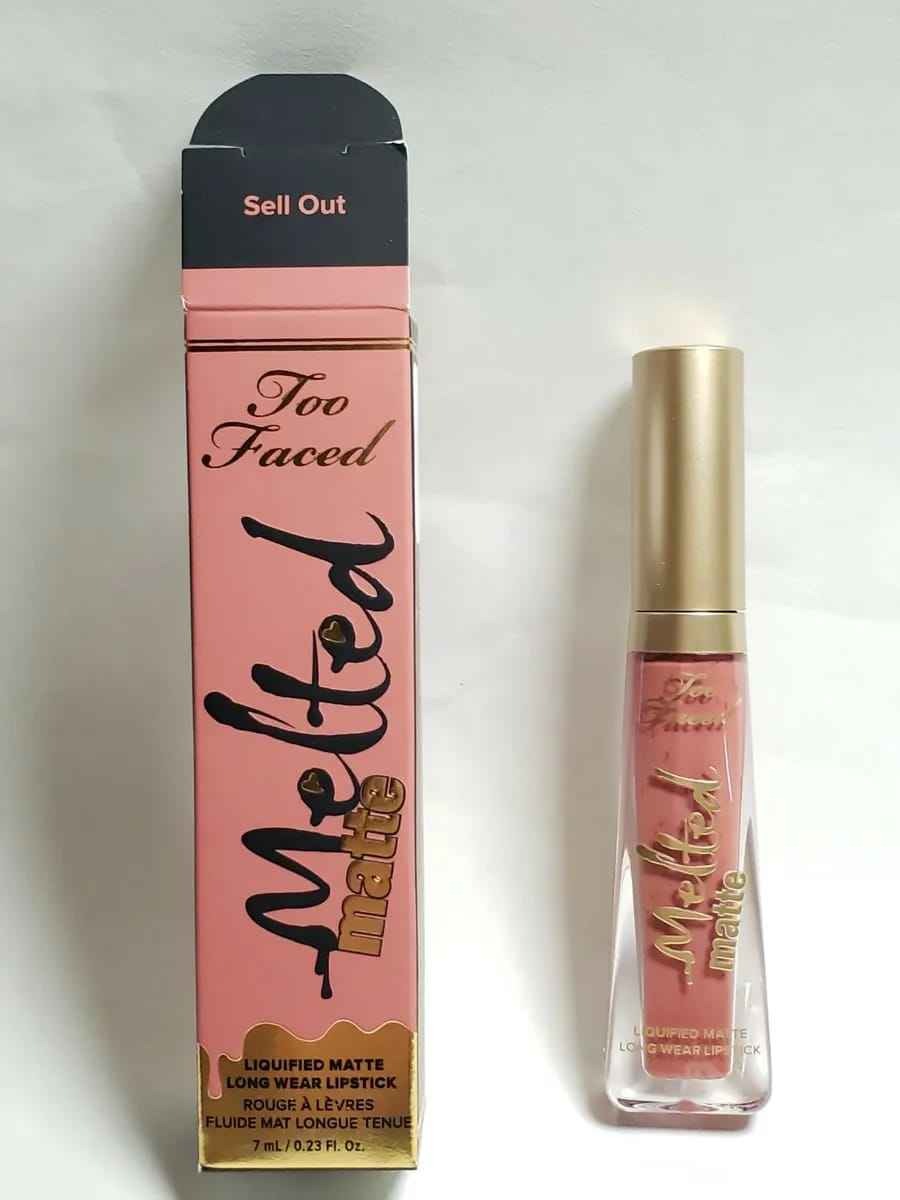 Sell Out
Too
Faced
Melted
matte
LIQUIFIED MATTE
LONG WEAR LIPSTICK
ROUGE À LÈVRES
FLUIDE MAT LONGUE TENUE
7 mL / 0.23 Fl. Oz.
Too
Faced
Melted
matte
LIQUIFIED MATTE
LONG WEAR LIPSTICK